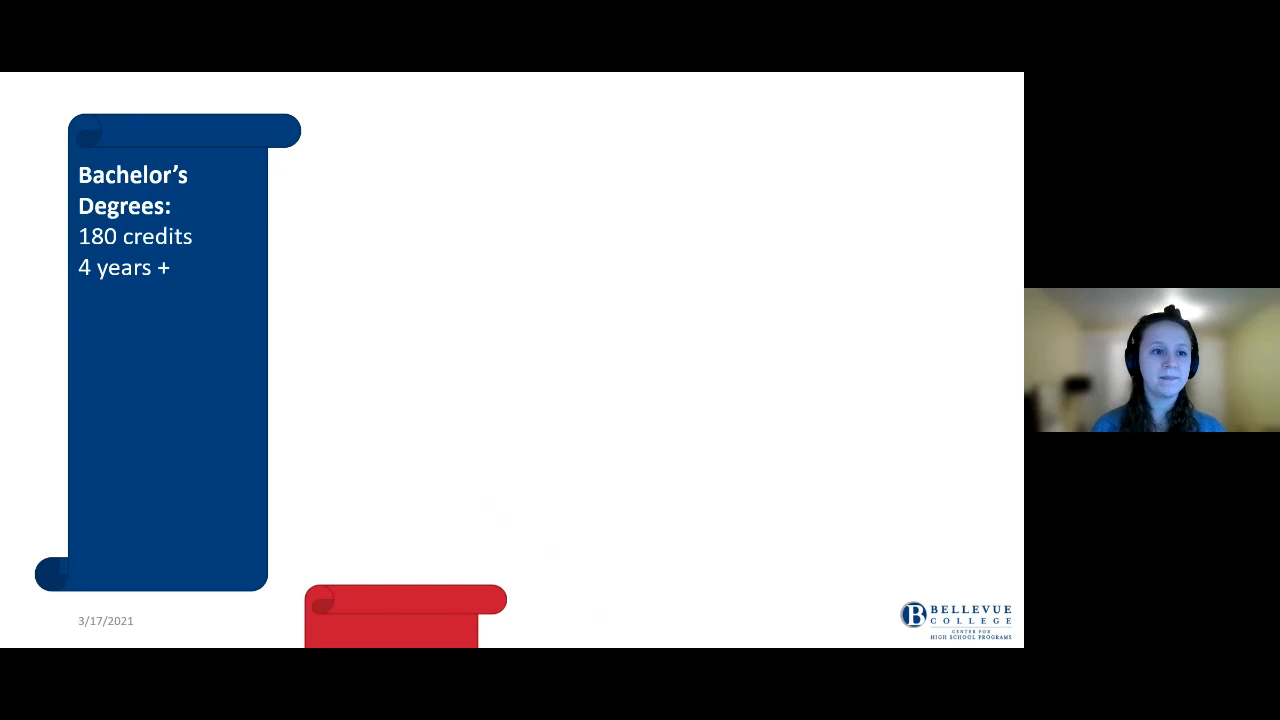 Bachelor's
Degrees:
180 credits
4 years +
3/17/2021
B BELLEVUE
COLLEGE
CENTER FOR
HIGH SCHOOL PROGRAMS